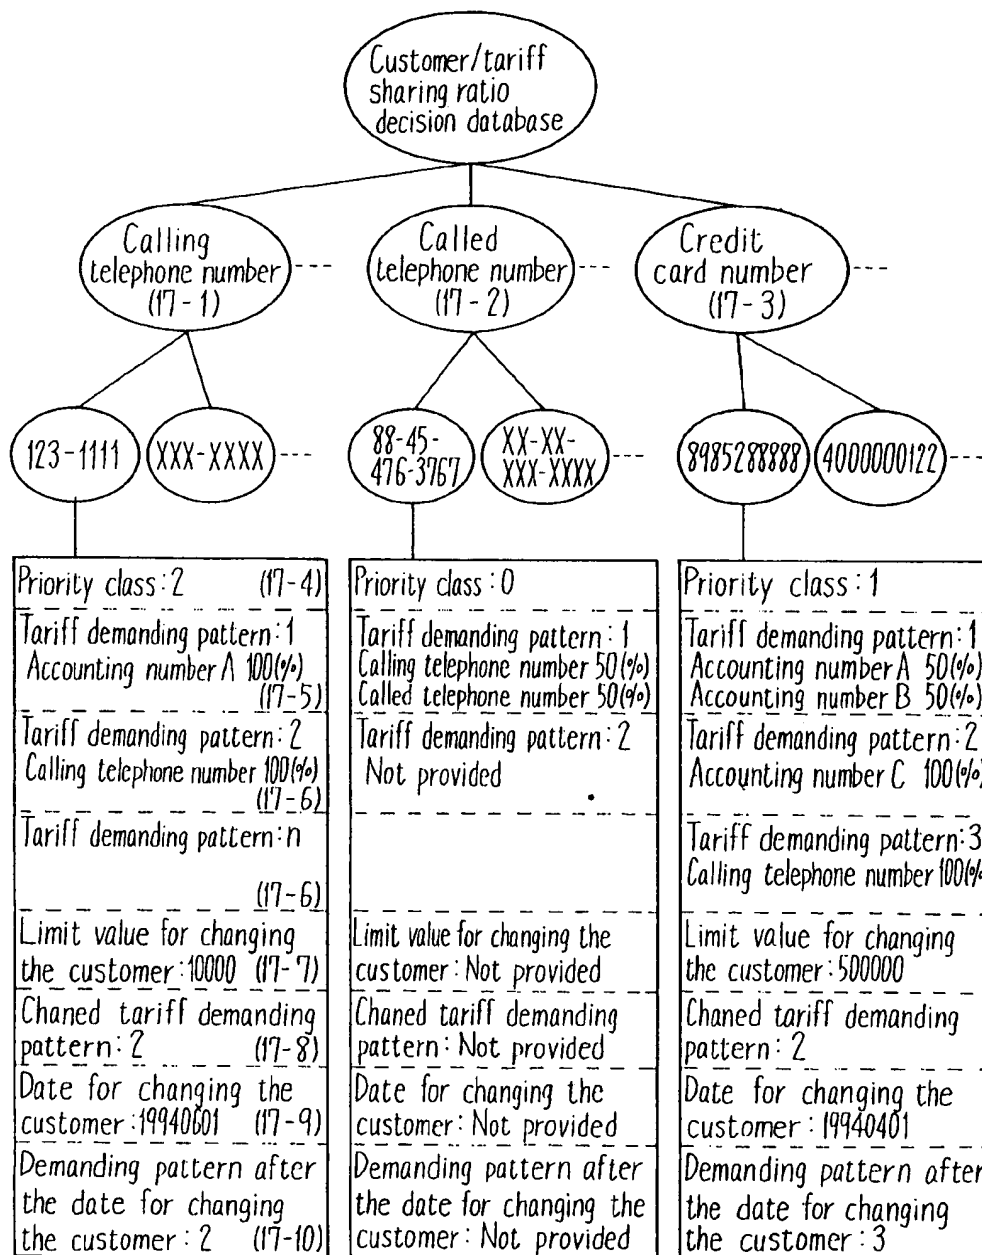 Customer/tariff
sharing ratio
decision database
Calling
telephone number
(17-1)
Called
telephone number
(17-2)
Credit
card number
(17-3)
123-1111
XXX-XXXX
88-45-
476-3767
XX-XX-
XXX-XXXX
8985288888
4000000122
Priority class:2 (17-4)
Tariff demanding pattern:1
Accounting number A 100(%)
(17-5)
Tariff demanding pattern:2
Calling telephone number 100(%)
(17-6)
Tariff demanding pattern:n
(17-6)
Limit value for changing
the customer:10000 (17-7)
Chaned tariff demanding
pattern:2 (17-8)
Date for changing the
customer:19940601 (17-9)
Demanding pattern after
the date for changing
the customer:2 (17-10)
Priority class:0
Tariff demanding pattern:1
Calling telephone number 50(%)
Called telephone number 50(%)
Tariff demanding pattern:2
Not provided
Limit value for changing the
customer:Not provided
Chaned tariff demanding
pattern:Not provided
Date for changing the
customer:Not provided
Demanding pattern after
the date for changing the
customer:Not provided
Priority class:1
Tariff demanding pattern:1
Accounting number A 50(%)
Accounting number B 50(%)
Tariff demanding pattern:2
Accounting number C 100(%)
Tariff demanding pattern:3
Calling telephone number 100(%
Limit value for changing
the customer:500000
Chaned tariff demanding
pattern:2
Date for changing the
customer:19940401
Demanding pattern after
the date for changing
the customer:3